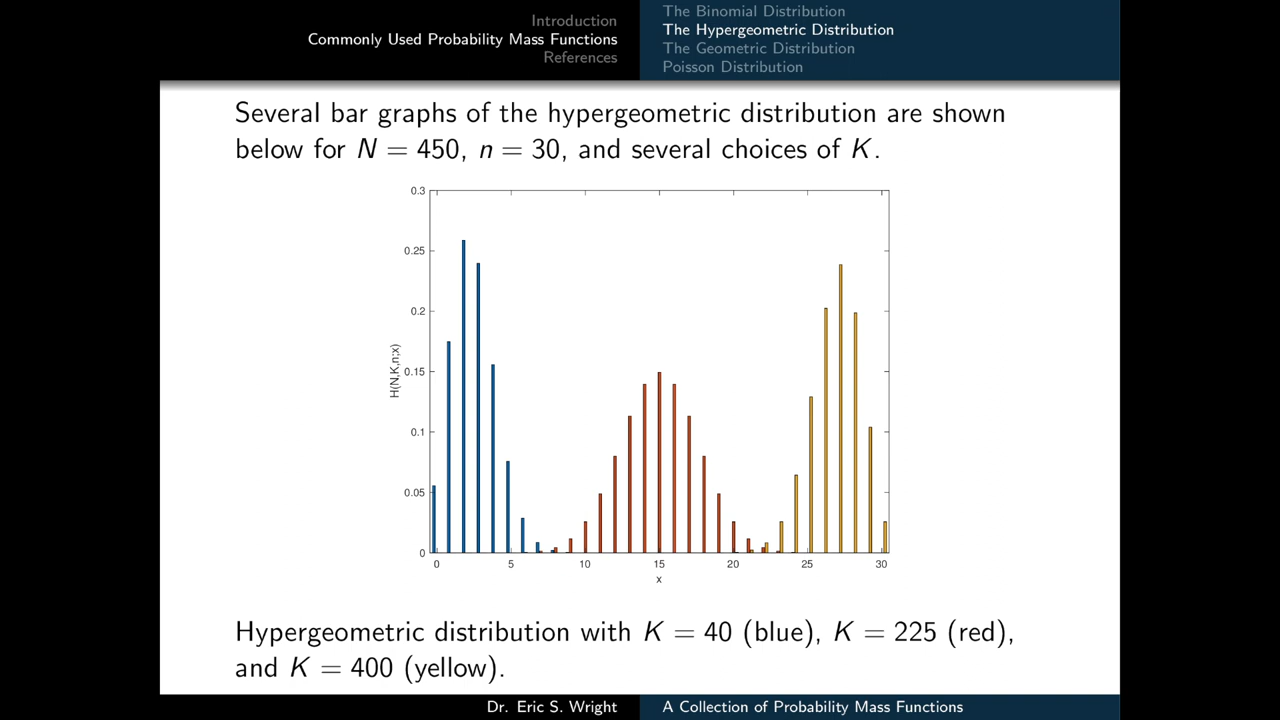 Introduction
Commonly Used Probability Mass Functions
References
The Binomial Distribution
The Hypergeometric Distribution
The Geometric Distribution
Poisson Distribution
Several bar graphs of the hypergeometric distribution are shown
below for N = 450, n = 30, and several choices of K.
0.3
0.25
0.2
0.15
0.1
0.05
0
H(N,K,n;x)
0 5 10 15 20 25 30
x
Hypergeometric distribution with K = 40 (blue), K = 225 (red),
and K = 400 (yellow).
Dr. Eric S. Wright
A Collection of Probability Mass Functions